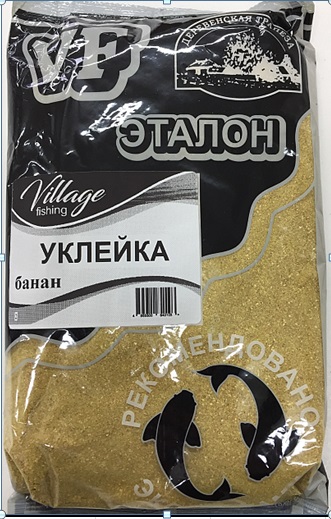 VF
ДЕРЕВЕНСКАЯ ТРАПЕЗА
ЭТАЛОН
Village
fishing
УКЛЕЙКА
банан
РЕКОМЕНДОВАНО